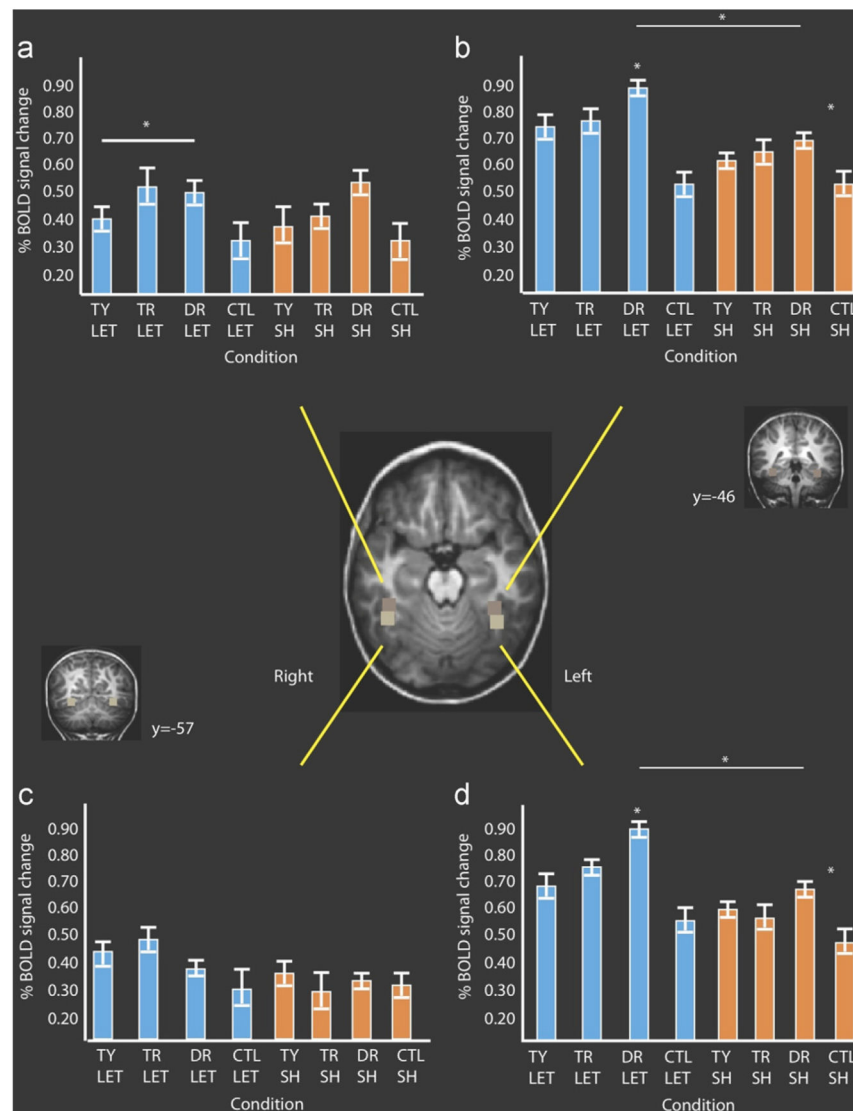 a
*
% BOLD signal change
0.90
0.80
0.70
0.60
0.50
0.40
0.30
0.20
TY LET
TR LET
DR LET
CTL LET
TY SH
TR SH
DR SH
CTL SH
Condition
b
*
*
*
% BOLD signal change
0.90
0.80
0.70
0.60
0.50
0.40
0.30
0.20
TY LET
TR LET
DR LET
CTL LET
TY SH
TR SH
DR SH
CTL SH
Condition
y=-46
Right
Left
y=-57
c
% BOLD signal change
0.90
0.80
0.70
0.60
0.50
0.40
0.30
0.20
TY LET
TR LET
DR LET
CTL LET
TY SH
TR SH
DR SH
CTL SH
Condition
d
*
*
*
% BOLD signal change
0.90
0.80
0.70
0.60
0.50
0.40
0.30
0.20
TY LET
TR LET
DR LET
CTL LET
TY SH
TR SH
DR SH
CTL SH
Condition